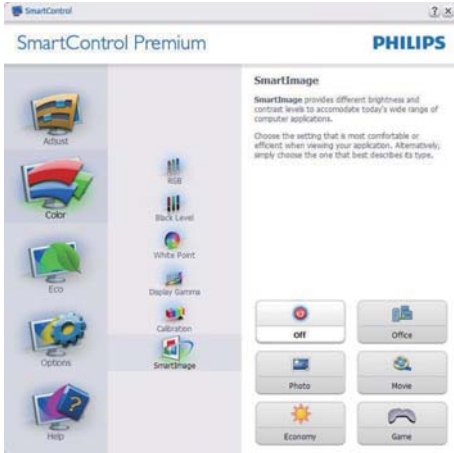 SmartControl
SmartControl Premium
PHILIPS
Adjust
Color
Eco
Options
Help
RGB
Black Level
White Point
Display Gamma
Calibration
SmartImage
SmartImage
SmartImage provides different brightness and
contrast levels to accomodate today's wide range of
computer applications.
Choose the setting that is most comfortable or
efficient when viewing your application. Alternatively,
simply choose the one that best describes its type.
Off
Office
Photo
Movie
Economy
Game